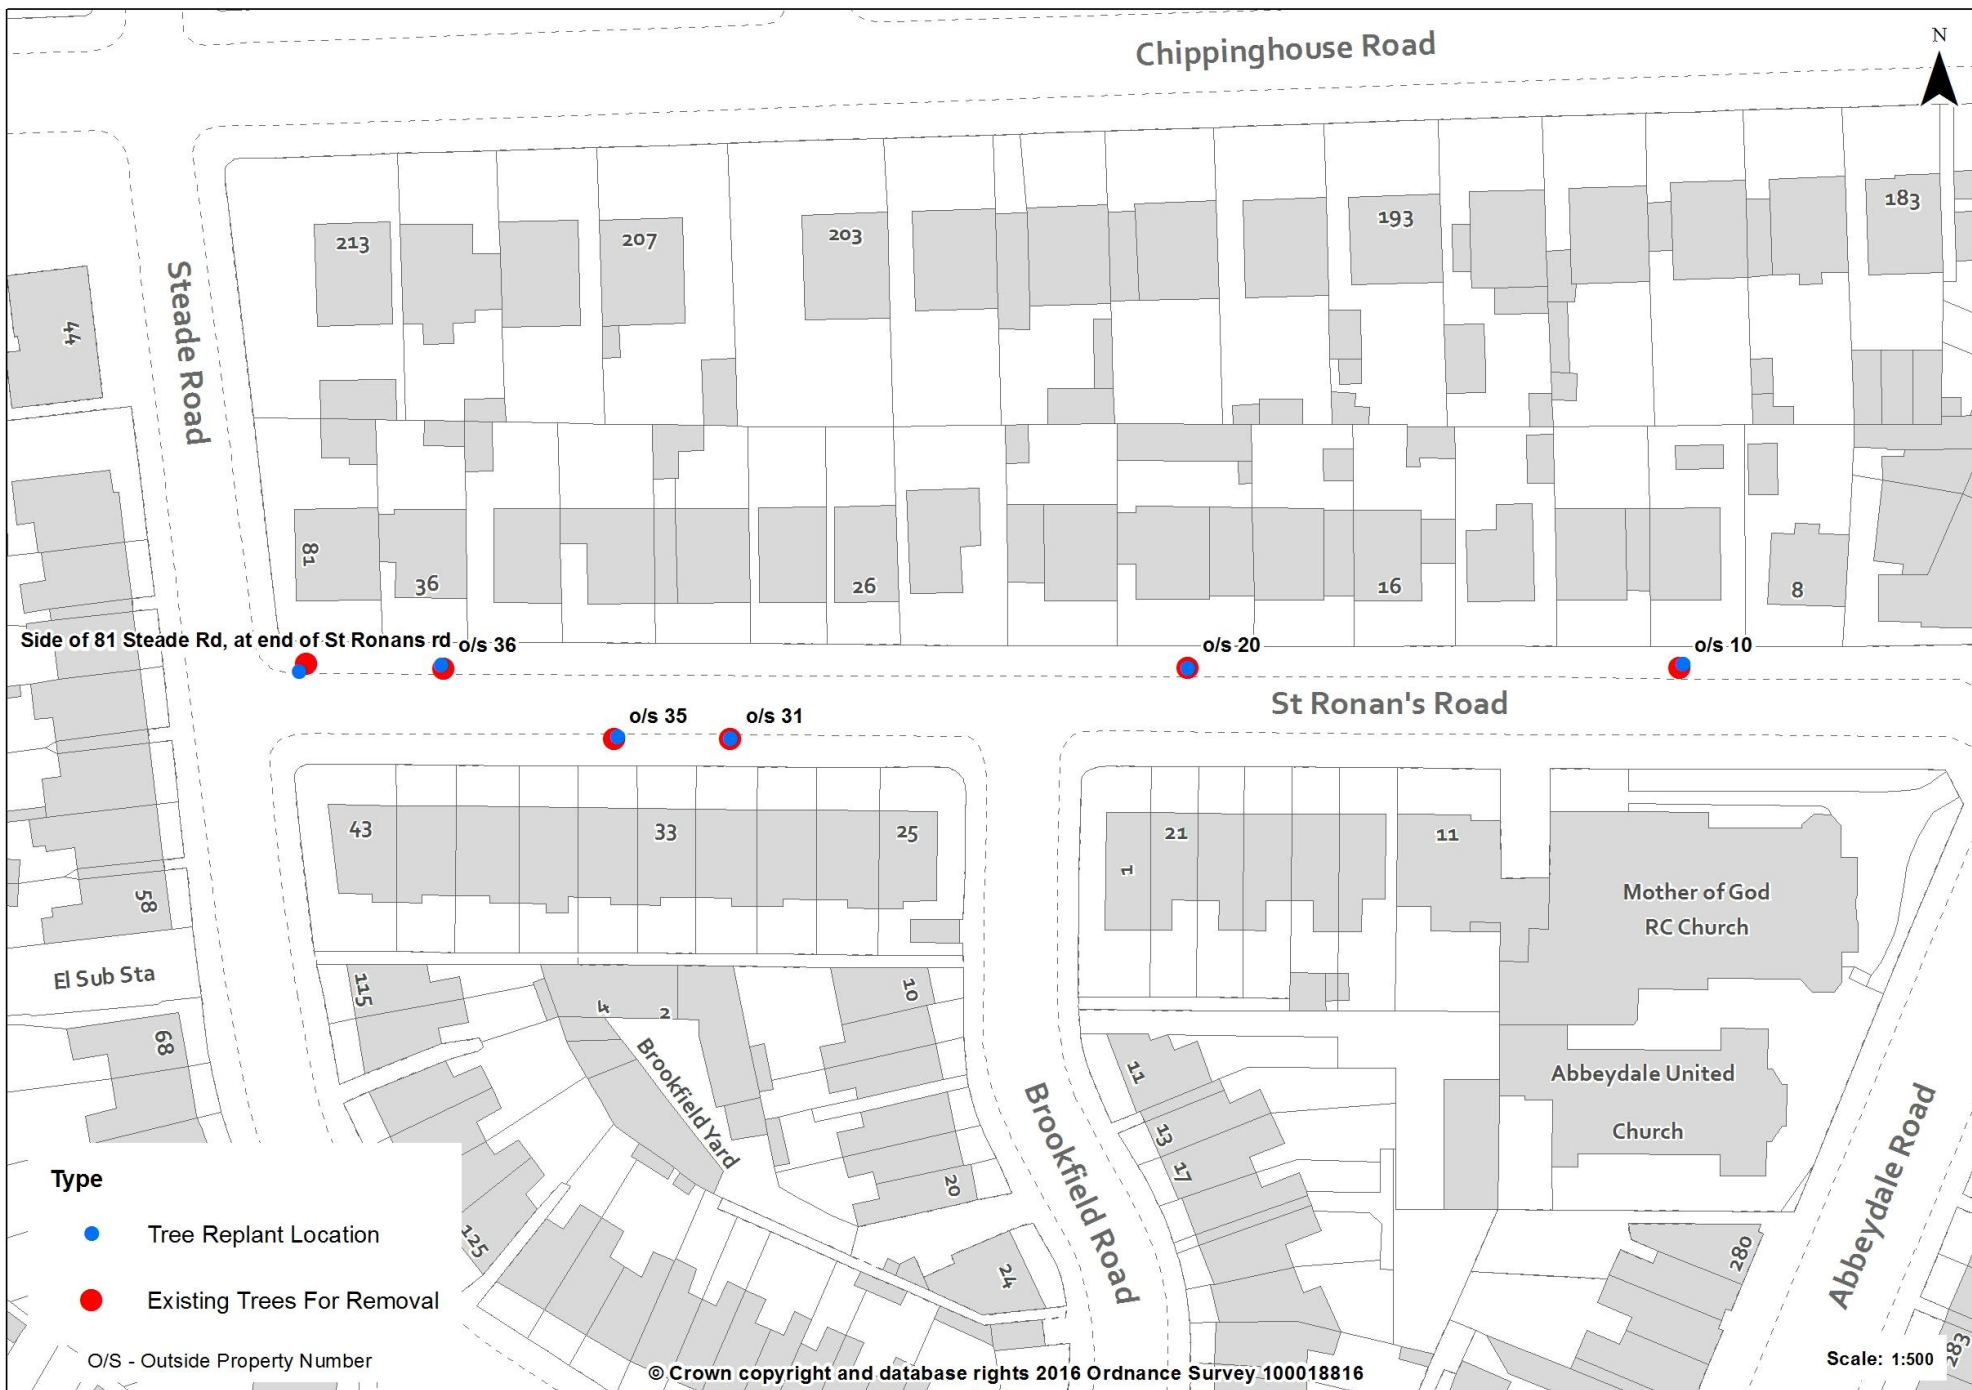 Chippinghouse Road
N
213
207
203
193
183
44
Steade Road
81
36
26
16
8
Side of 81 Steade Rd, at end of St Ronans rd
o/s 36
o/s 20
o/s 10
St Ronan's Road
o/s 35
o/s 31
43
33
25
1
21
11
Mother of God
RC Church
58
El Sub Sta
115
4
2
10
68
Brookfield Yard
11
13
17
Abbeydale United
Church
Brookfield Road
Abbeydale Road
20
125
24
280
283
Type
Tree Replant Location
Existing Trees For Removal
O/S - Outside Property Number
© Crown copyright and database rights 2016 Ordnance Survey 100018816
Scale: 1:500